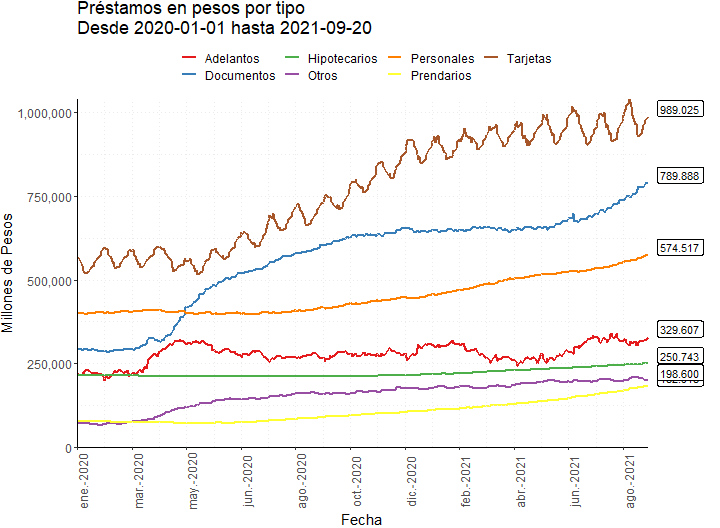 Préstamos en pesos por tipo
Desde 2020-01-01 hasta 2021-09-20
Adelantos Hipotecarios Personales Tarjetas
Documentos Otros Prendarios
Millones de Pesos
1,000,000
750,000
500,000
250,000
0
989.025
789.888
574.517
329.607
250.743
198.600
ene.-2020 mar.-2020 may.-2020 jun.-2020 ago.-2020 oct.-2020 dic.-2020 feb.-2021 abr.-2021 jun.-2021 ago.-2021
Fecha